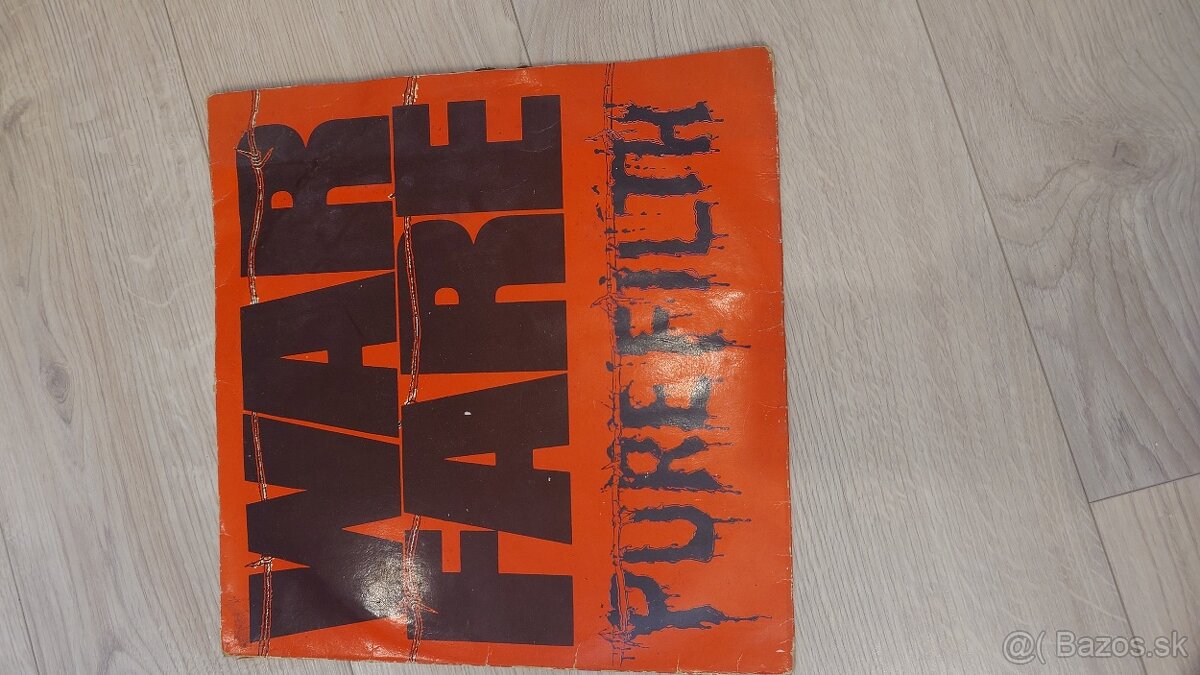 WAR
FARE
PURE FILTH
@( Bazos.sk